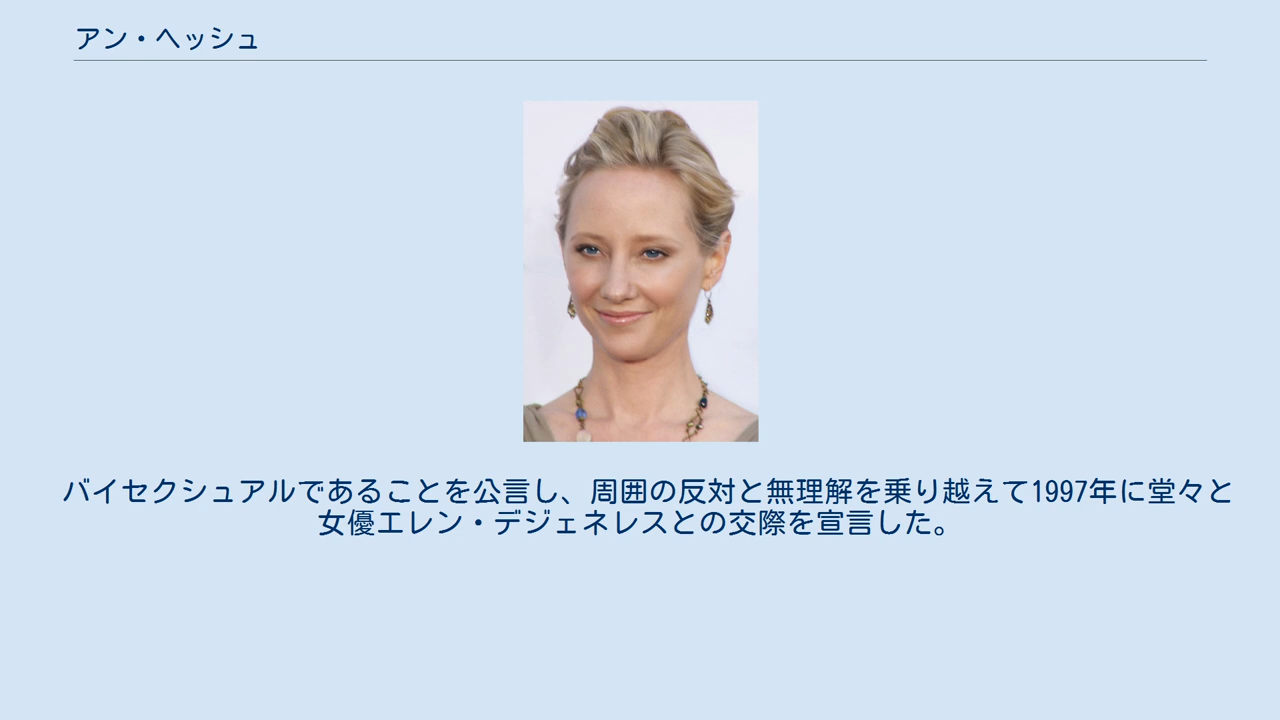 アン・ヘッシュ
バイセクシュアルであることを公言し、周囲の反対と無理解を乗り越えて1997年に堂々と
女優エレン・デジェネレスとの交際を宣言した。